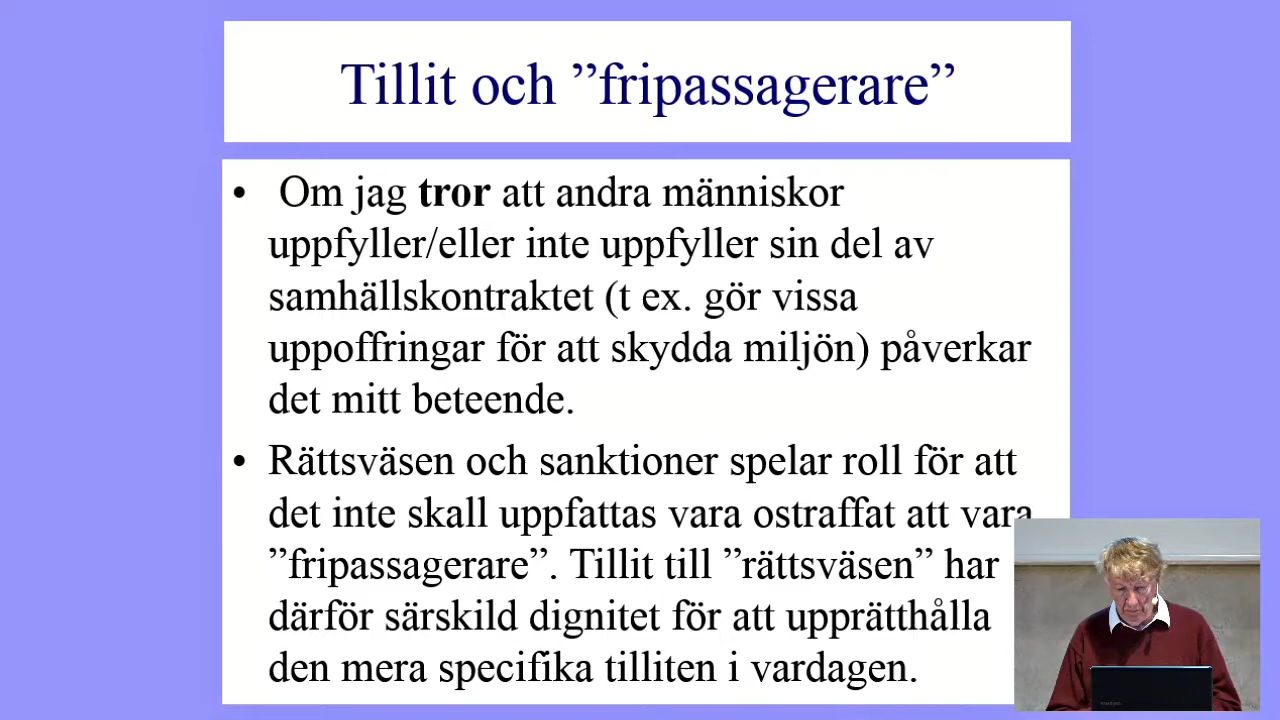 Tillit och ”fripassagerare”
• Om jag tror att andra människor
uppfyller/eller inte uppfyller sin del av
samhällskontraktet (t ex. gör vissa
uppoffringar för att skydda miljön) påverkar
det mitt beteende.
• Rättsväsen och sanktioner spelar roll för att
det inte skall uppfattas vara ostraffat att vara
”fripassagerare”. Tillit till ”rättsväsen” har
därför särskild dignitet för att upprätthålla
den mera specifika tilliten i vardagen.